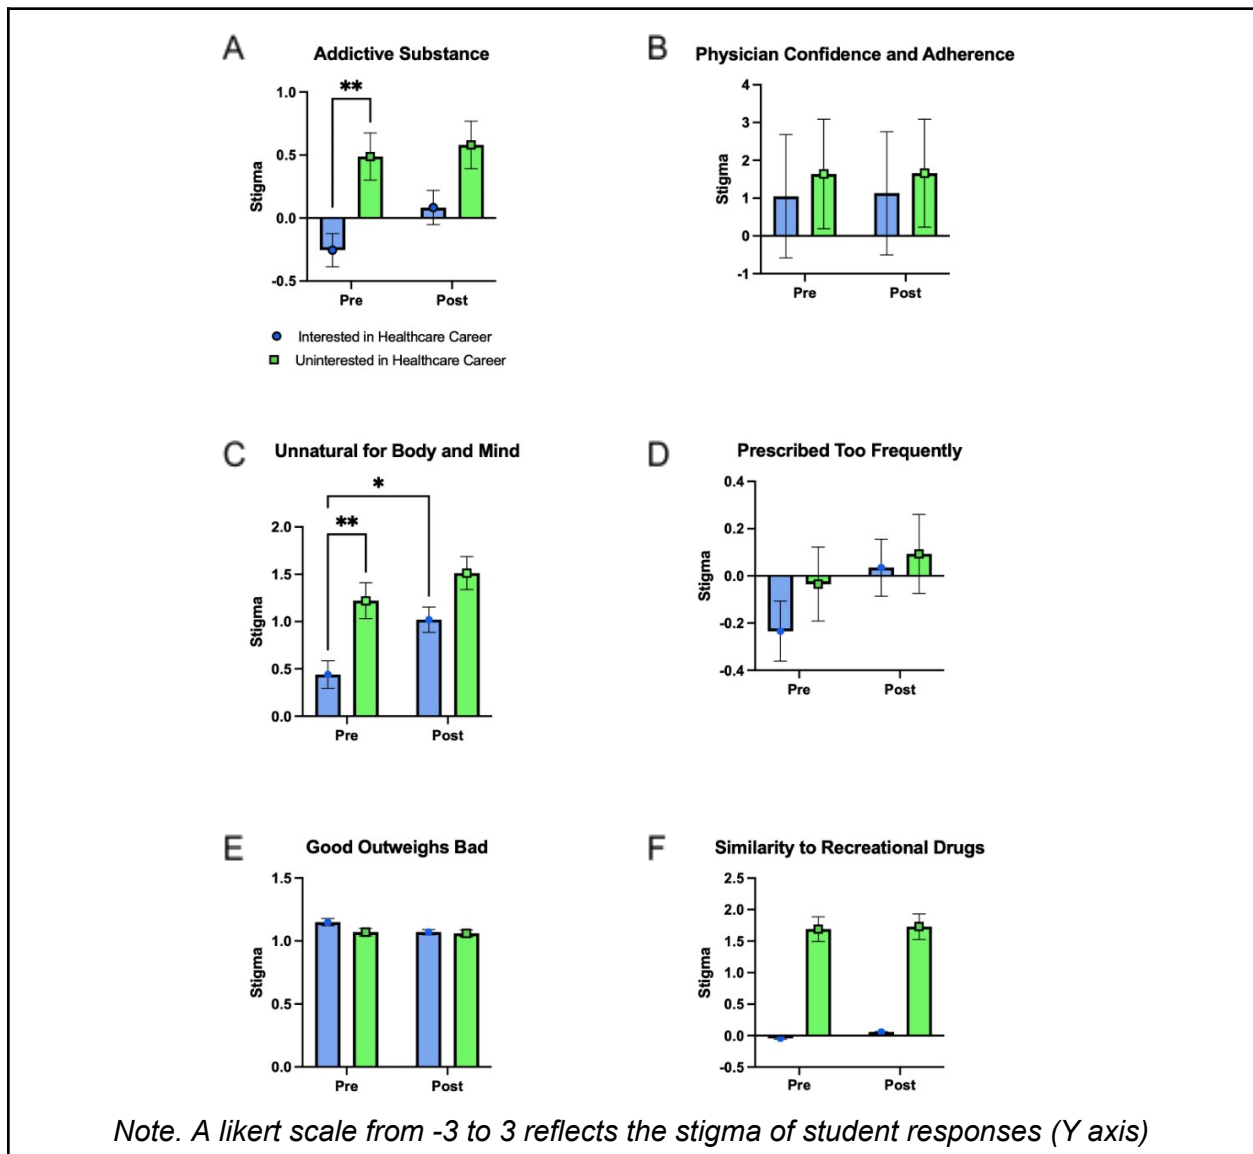 A
Addictive Substance
**
1.0
0.5
0.0
-0.5
Stigma
Pre
Post
Interested in Healthcare Career
Uninterested in Healthcare Career
B
Physician Confidence and Adherence
4
3
2
1
0
-1
Stigma
Pre
Post
C
Unnatural for Body and Mind
*
**
2.0
1.5
1.0
0.5
0.0
Stigma
Pre
Post
D
Prescribed Too Frequently
0.4
0.2
0.0
-0.2
-0.4
Stigma
Pre
Post
E
Good Outweighs Bad
1.5
1.0
0.5
0.0
Stigma
Pre
Post
F
Similarity to Recreational Drugs
2.5
2.0
1.5
1.0
0.5
0.0
-0.5
Stigma
Pre
Post
Note. A likert scale from -3 to 3 reflects the stigma of student responses (Y axis)